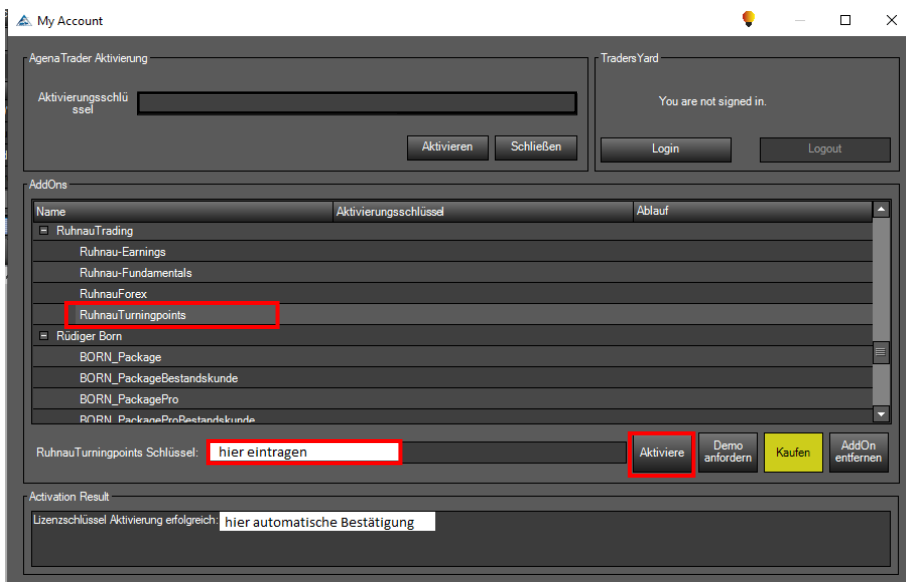 My Account
AgenaTrader Aktivierung
TradersYard
Aktivierungsschlü
ssel
You are not signed in.
Aktivieren
Schließen
Login
Logout
AddOns
Name
Aktivierungsschlüssel
Ablauf
RuhnauTrading
Ruhnau-Earnings
Ruhnau-Fundamentals
RuhnauForex
RuhnauTurningpoints
Rüdiger Born
BORN_Package
BORN_PackageBestandskunde
BORN_PackagePro
BORN_PackageProBestandskunde
RuhnauTurningpoints Schlüssel:
hier eintragen
Aktiviere
Demo
anfordern
Kaufen
AddOn
entfernen
Activation Result
Lizenzschlüssel Aktivierung erfolgreich:
hier automatische Bestätigung